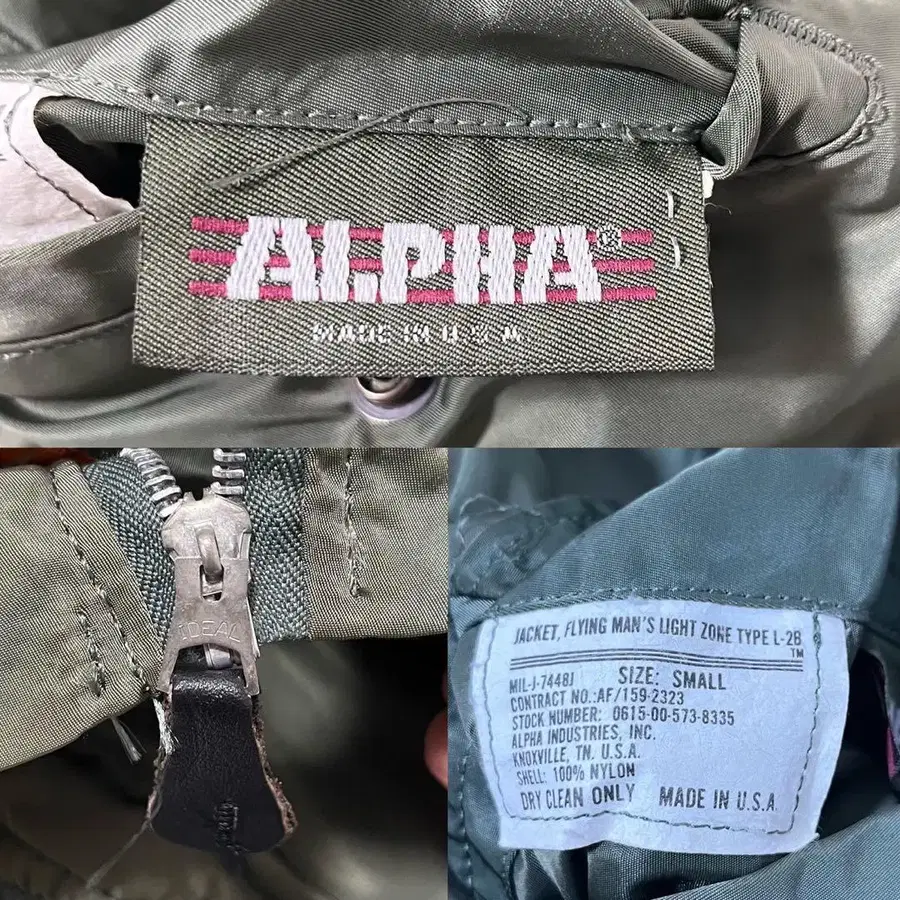 ALPHA®
MADE IN U.S.A.
IDEAL
JACKET, FLYING MAN'S LIGHT ZONE TYPE L-2B
TM
MIL-J-7448J SIZE: SMALL
CONTRACT NO.:AF/159-2323
STOCK NUMBER: 0615-00-573-8335
ALPHA INDUSTRIES, INC.
KNOXVILLE, TN. U.S.A.
SHELL: 100% NYLON
DRY CLEAN ONLY MADE IN U.S.A.